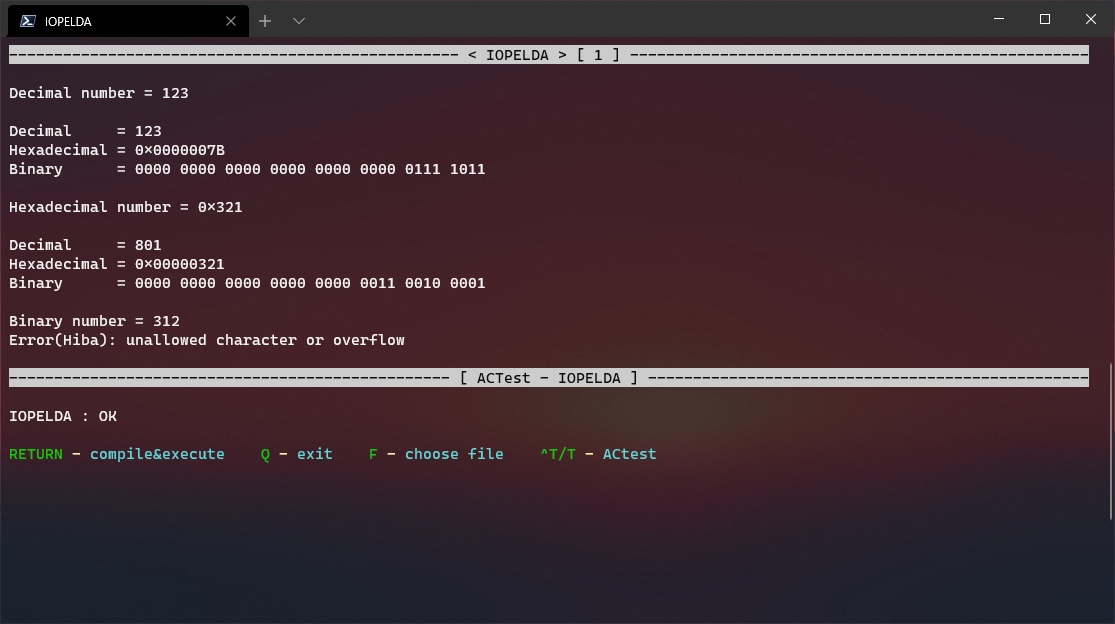 IOPELDA
------------------------------------------------- < IOPELDA > [ 1 ] ---------------------------------------------------
Decimal number = 123
Decimal     = 123
Hexadecimal = 0×0000007B
Binary      = 0000 0000 0000 0000 0000 0000 0111 1011
Hexadecimal number = 0×321
Decimal     = 801
Hexadecimal = 0×00000321
Binary      = 0000 0000 0000 0000 0000 0011 0010 0001
Binary number = 312
Error(Hiba): unallowed character or overflow
------------------------------------------------- [ ACTest - IOPELDA ] -------------------------------------------------
IOPELDA : OK
RETURN - compile&execute    Q - exit    F - choose file    ^T/T - ACtest